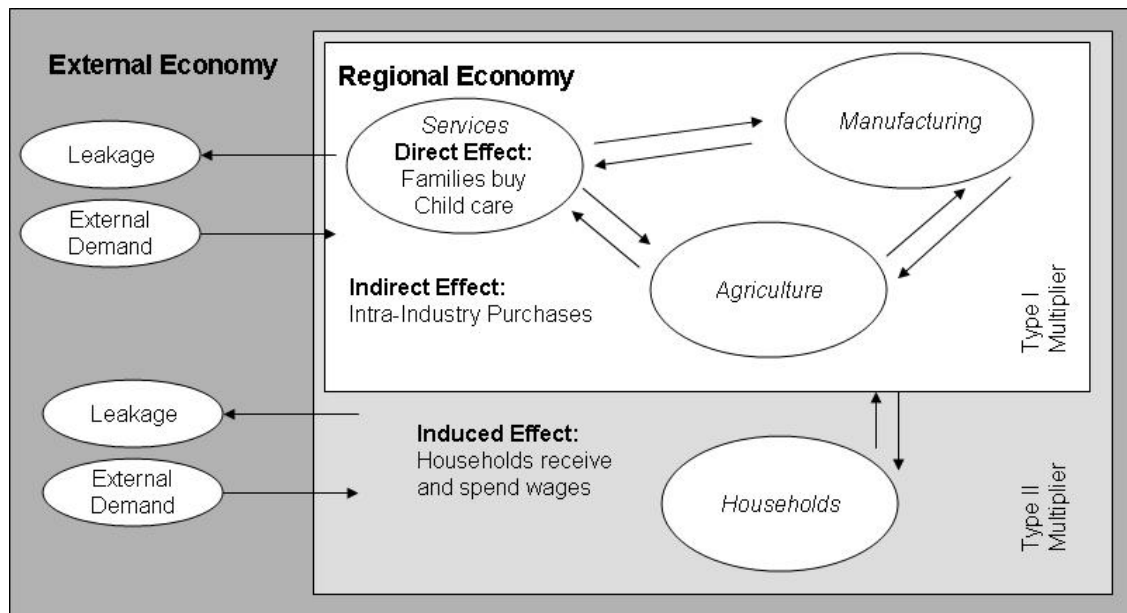 External Economy
Leakage
External
Demand
Regional Economy
Services
Direct Effect:
Families buy
Child care
Manufacturing
Agriculture
Indirect Effect:
Intra-Industry Purchases
Type I
Multiplier
Leakage
External
Demand
Induced Effect:
Households receive
and spend wages
Households
Type II
Multiplier